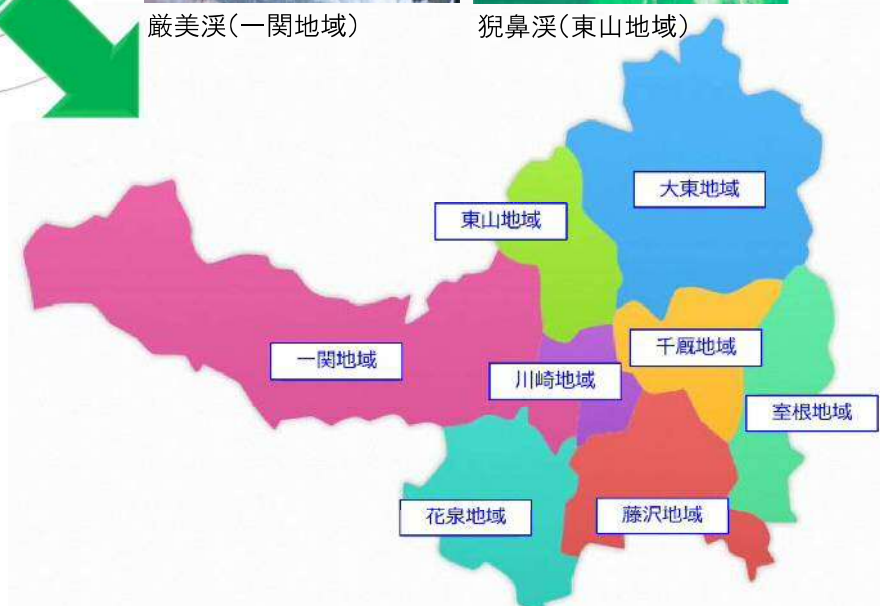 厳美渓(一関地域)
猊鼻渓(東山地域)
大東地域
東山地域
千厩地域
一関地域
川崎地域
室根地域
花泉地域
藤沢地域